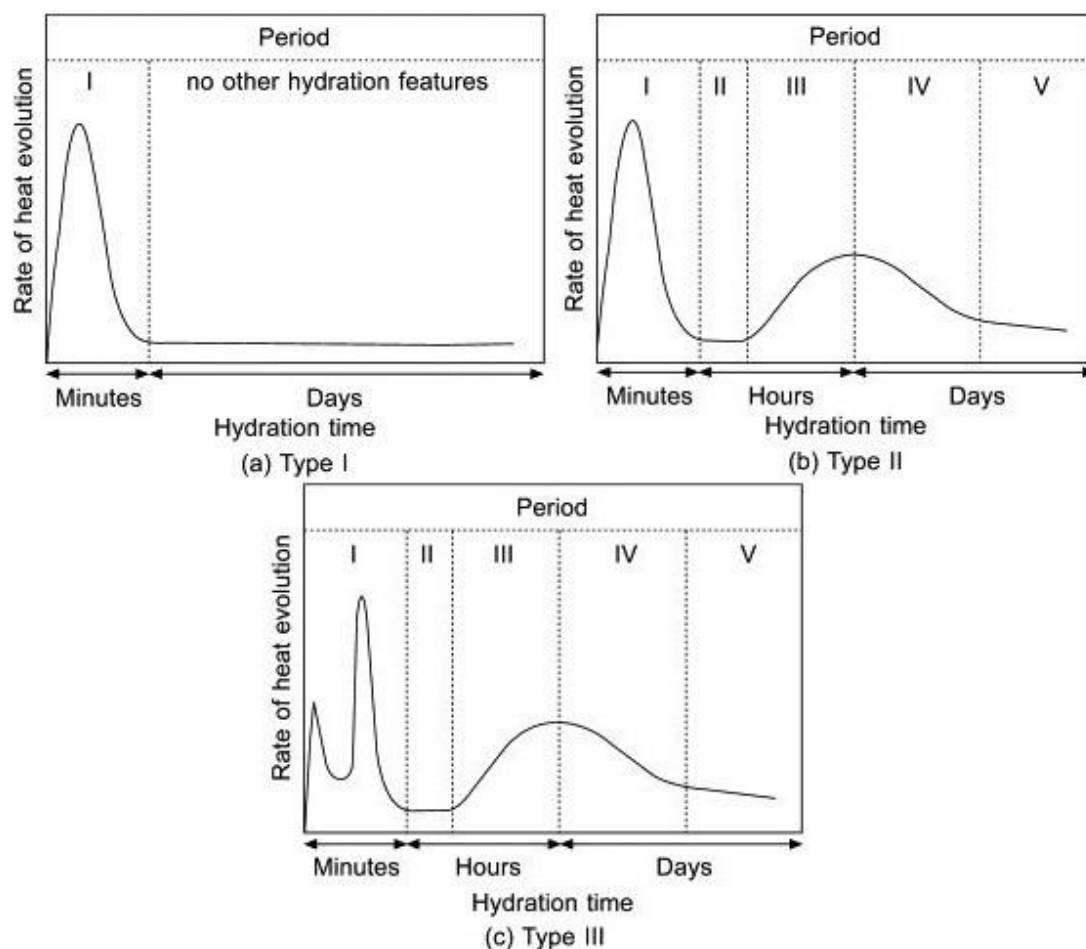 Period
I no other hydration features
Rate of heat evolution
Minutes Days
Hydration time
(a) Type I
Period
I II III IV V
Rate of heat evolution
Minutes Hours Days
Hydration time
(b) Type II
Period
I II III IV V
Rate of heat evolution
Minutes Hours Days
Hydration time
(c) Type III